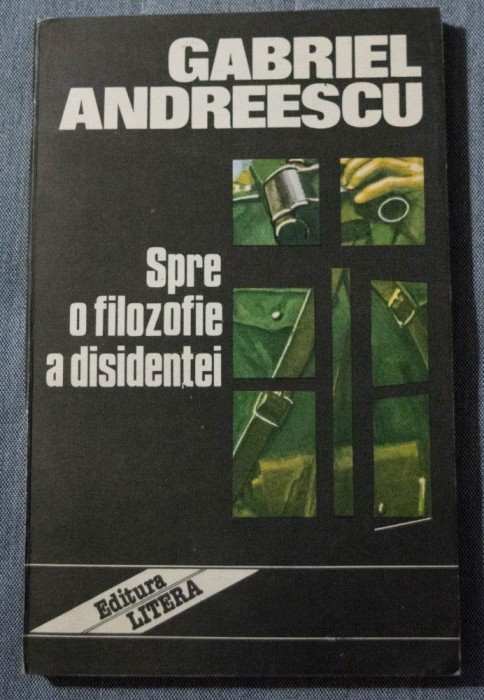 GABRIEL
ANDREESCU
Spre
o filozofie
a disidenței
Editura
LITERA